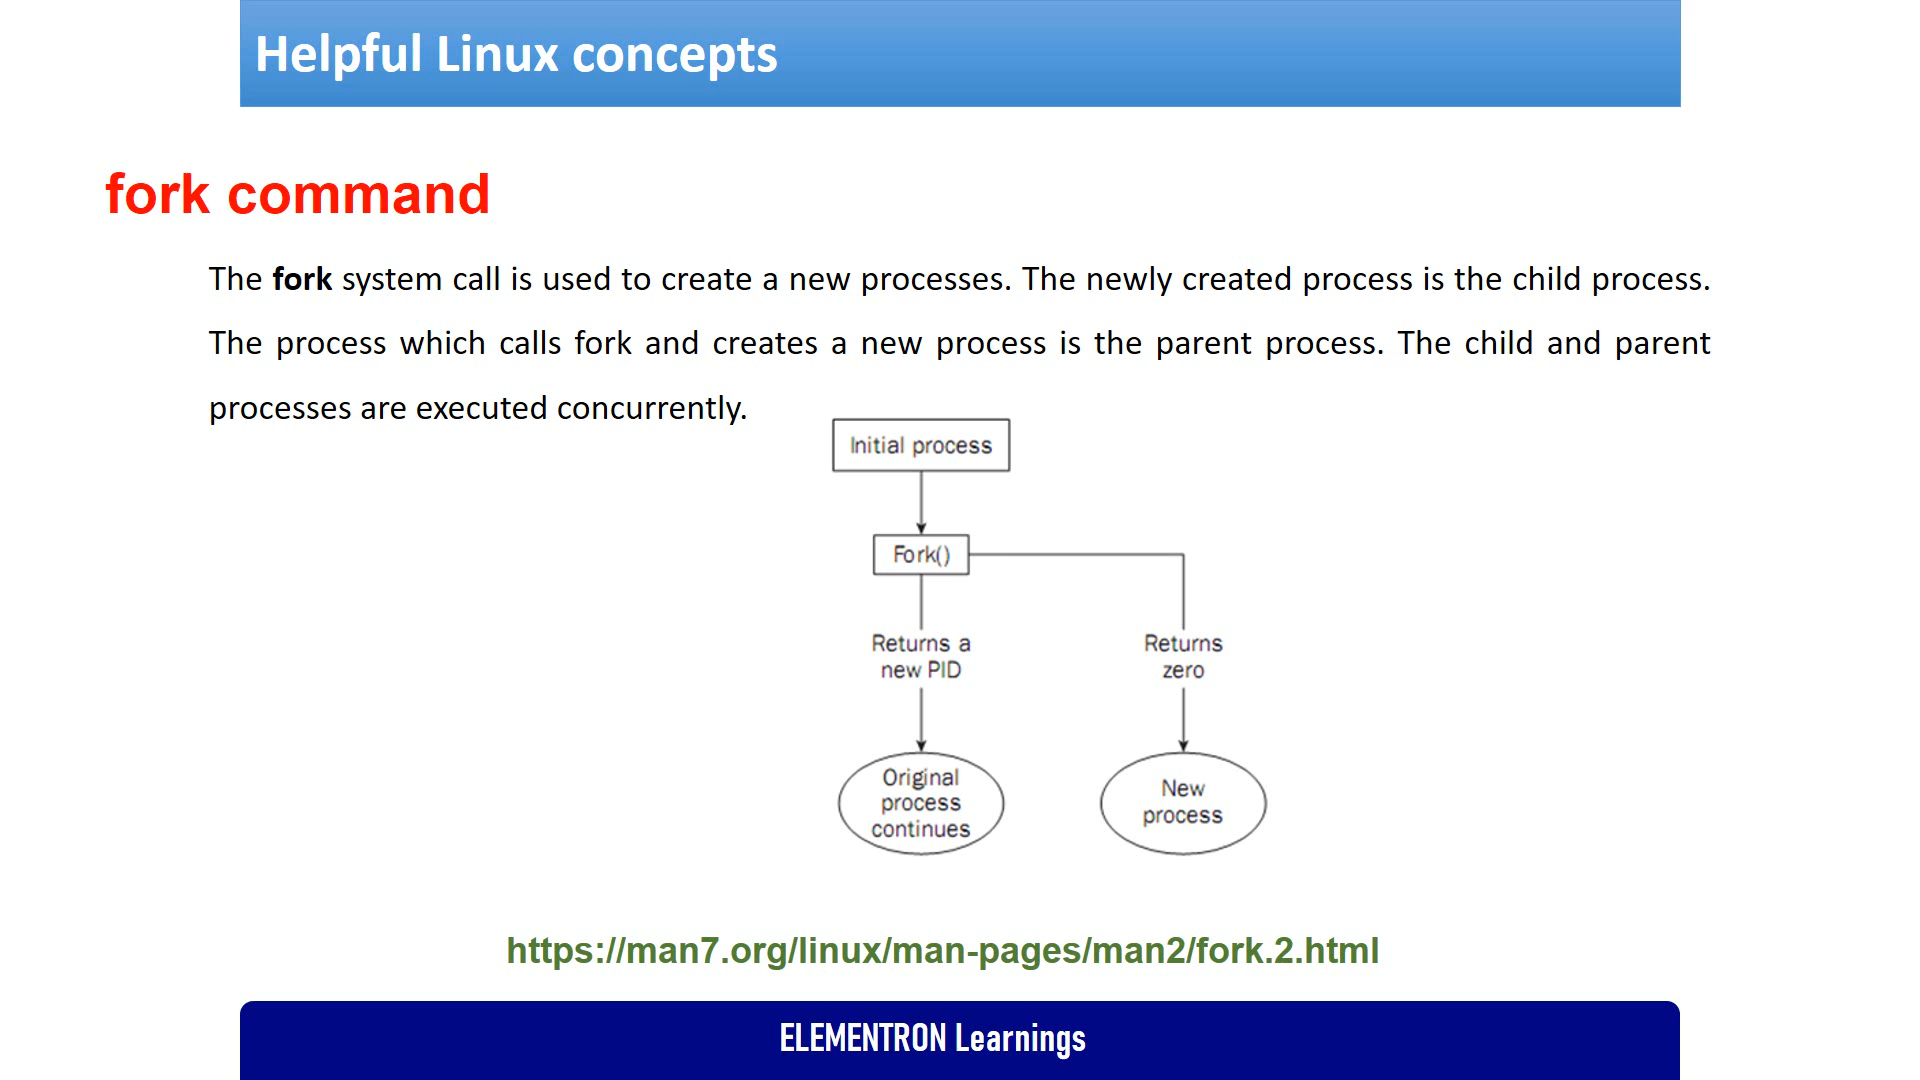 Helpful Linux concepts
fork command
The fork system call is used to create a new processes. The newly created process is the child process.
The process which calls fork and creates a new process is the parent process. The child and parent
processes are executed concurrently.
Initial process
Fork()
Returns a
new PID
Returns
zero
Original
process
continues
New
process
https://man7.org/linux/man-pages/man2/fork.2.html
ELEMENTRON Learnings